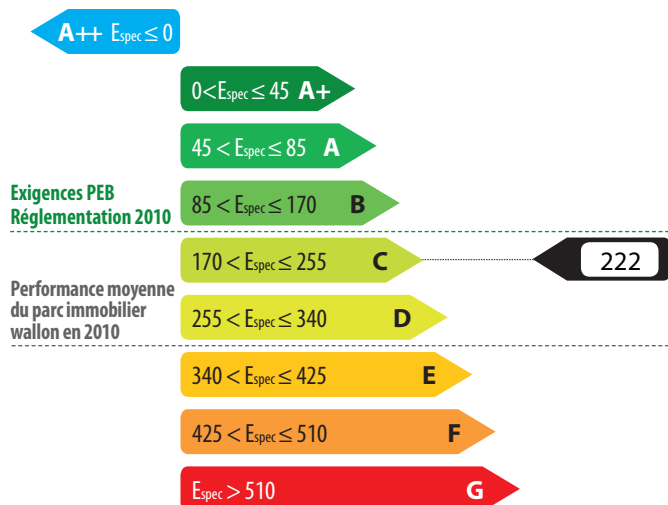 A++ Espec ≤ 0
0<Espec ≤ 45 A+
45 < Espec ≤ 85 A
Exigences PEB
Réglementation 2010
85 < Espec ≤ 170 B
170 < Espec ≤ 255 C
222
Performance moyenne
du parc immobilier
wallon en 2010
255 < Espec ≤ 340 D
340 < Espec ≤ 425 E
425 < Espec ≤ 510 F
Espec > 510 G